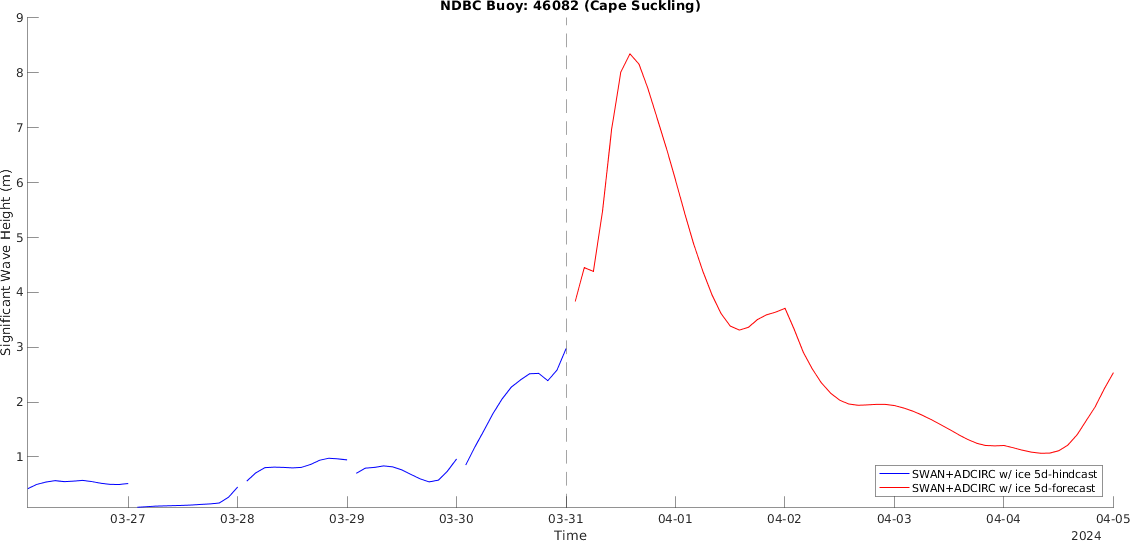 NDBC Buoy: 46082 (Cape Suckling)
9
8
7
6
5
4
3
2
1
Significant Wave Height (m)
SWAN+ADCIRC w/ ice 5d-hindcast
SWAN+ADCIRC w/ ice 5d-forecast
03-27 03-28 03-29 03-30 03-31 04-01 04-02 04-03 04-04 04-05
Time
2024